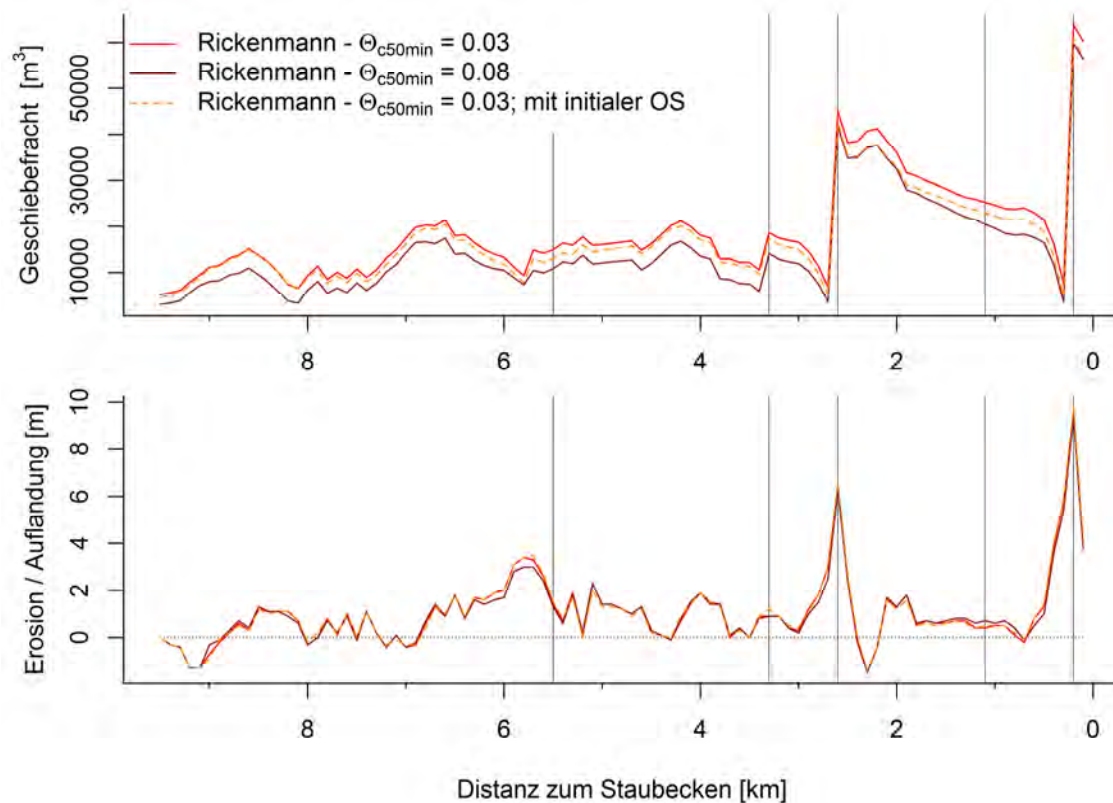 Rickenmann - Θc50min = 0.03
Rickenmann - Θc50min = 0.08
Rickenmann - Θc50min = 0.03; mit initialer OS
Geschiebefracht [m³]
50000
30000
10000
8 6 4 2 0
Erosion / Auflandung [m]
10
8
6
4
2
0
8 6 4 2 0
Distanz zum Staubecken [km]